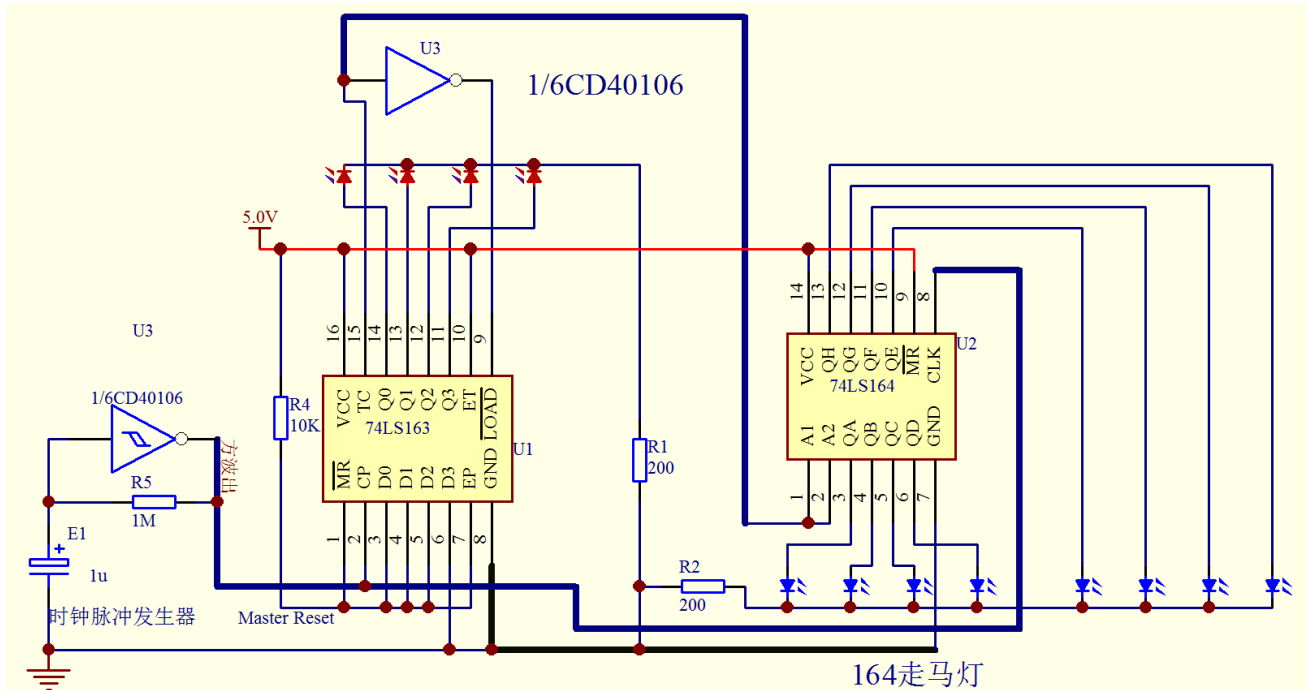 U3
1/6CD40106
5.0V
16
15
14
13
12
11
10
9
VCC
TC
Q0
Q1
Q2
Q3
ET
LOAD
74LS163
U1
MR
CP
D0
D1
D2
D3
EP
GND
1
2
3
4
5
6
7
8
R4
10K
U3
1/6CD40106
方波出
R5
1M
E1
1u
时钟脉冲发生器
Master Reset
R1
200
R2
200
14
13
12
11
10
9
8
VCC
QH
QG
QF
QE
MR
CLK
U2
74LS164
A1
A2
QA
QB
QC
QD
GND
1
2
3
4
5
6
7
164走马灯